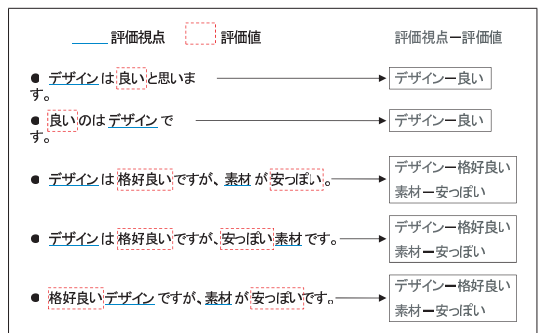 評価視点 評価値 評価視点ー評価値
● デザインは良いと思いま デザインー良い
す。
● 良いのはデザインで デザインー良い
す。
● デザインは格好良いですが、素材が安っぽい。 デザインー格好良い
素材ー安っぽい
● デザインは格好良いですが、安っぽい素材です。 デザインー格好良い
素材ー安っぽい
● 格好良いデザインですが、素材が安っぽいです。 デザインー格好良い
素材ー安っぽい